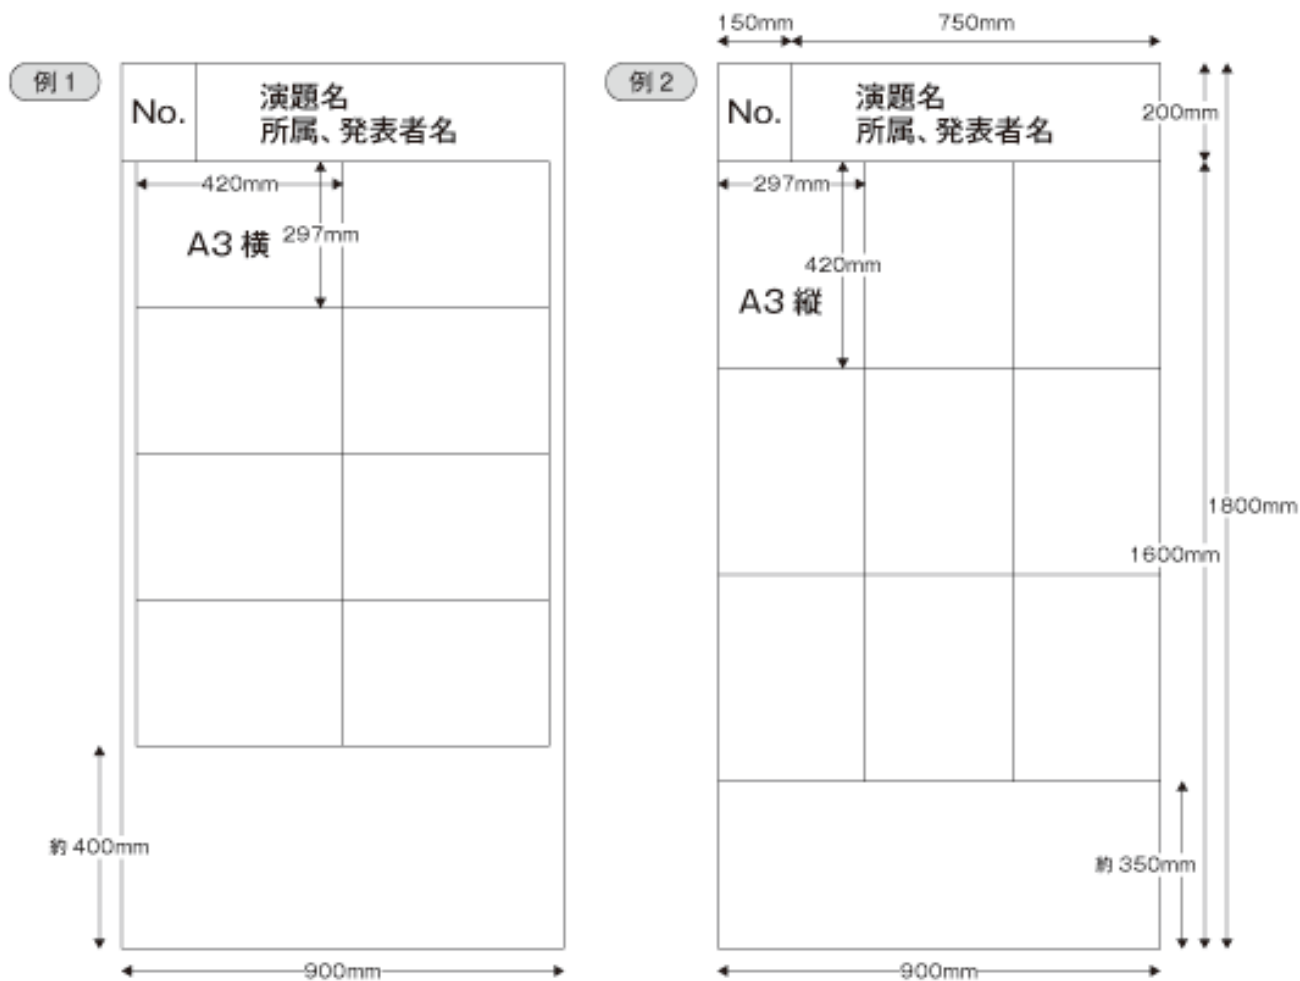 例1
No.
演題名
所属、発表者名
420mm
297mm
A3 横
約 400mm
900mm
例2
150mm
750mm
No.
演題名
所属、発表者名
200mm
297mm
420mm
A3 縦
1800mm
1600mm
約 350mm
900mm